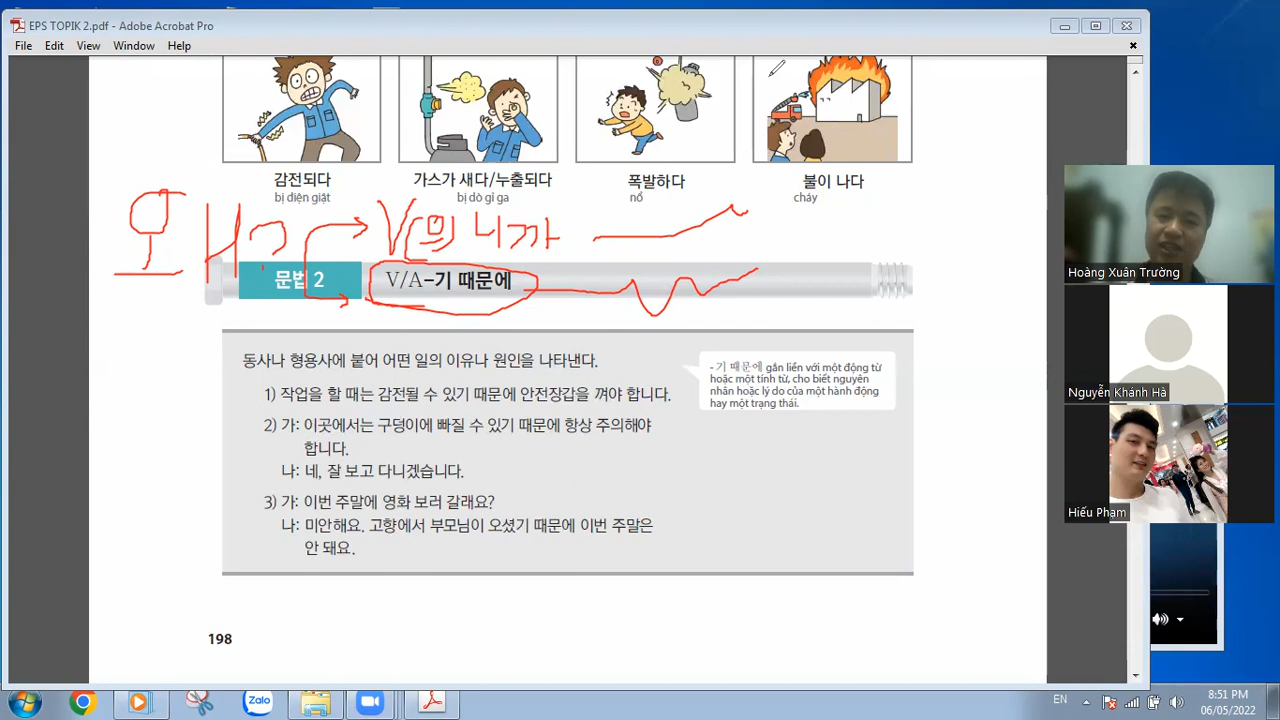 EPS TOPIK 2.pdf - Adobe Acrobat Pro
File Edit View Window Help
감전되다 가스가 새다/누출되다 폭발하다 불이 나다
bị điện giật bị dò gỉ ga nổ cháy
니까
문법 2 V/A-기 때문에
동사나 형용사에 붙어 어떤 일의 이유나 원인을 나타낸다.
1) 작업을 할 때는 감전될 수 있기 때문에 안전장갑을 껴야 합니다.
2) 가: 이곳에서는 구덩이에 빠질 수 있기 때문에 항상 주의해야
합니다.
나: 네, 잘 보고 다니겠습니다.
3) 가: 이번 주말에 영화 보러 갈래요?
나: 미안해요. 고향에서 부모님이 오셨기 때문에 이번 주말은
안 돼요.
- 기 때문에 gắn liền với một động từ
hoặc một tính từ, cho biết nguyên
nhân hoặc lý do của một hành động
hay một trạng thái.
198
Hoàng Xuân Trường
Nguyễn Khánh Hà
Hiếu Phạm
Zalo
EN
8:51 PM
06/05/2022